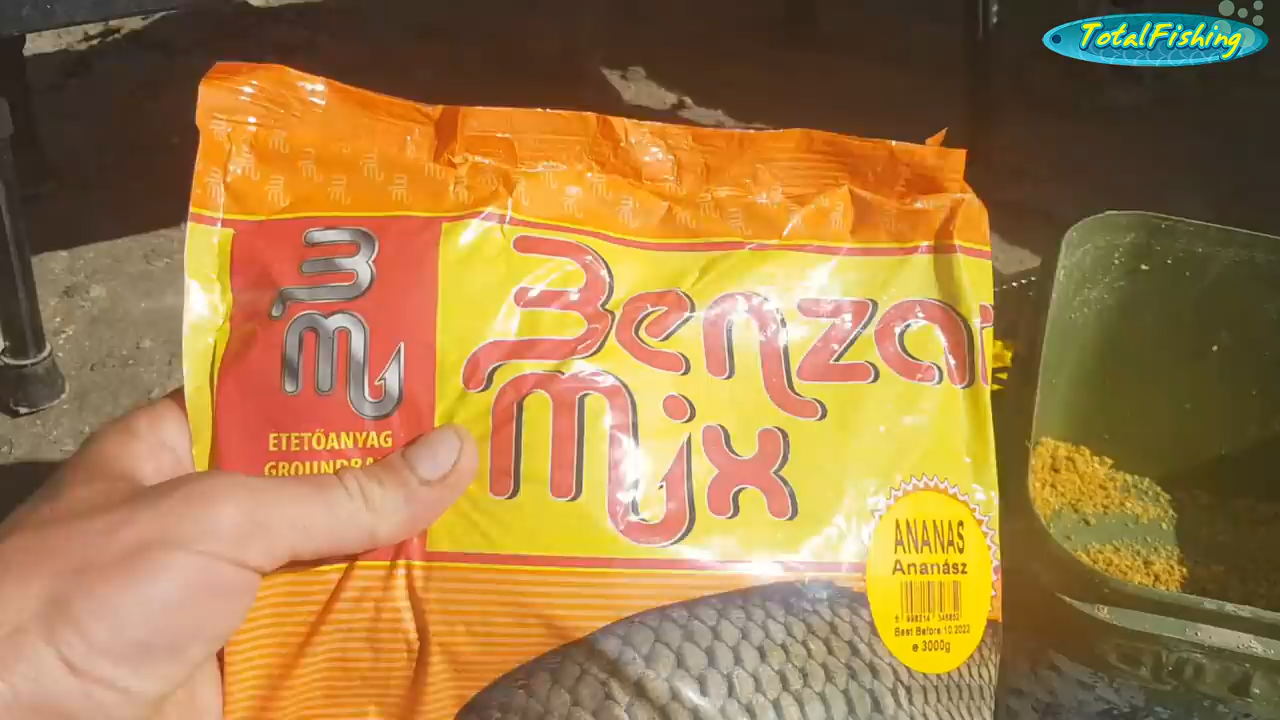 TotalFishing
Benzar
Mix
ETETŐANYAG
ANANAS
Ananász
Best Before 10.2022
e 3000g